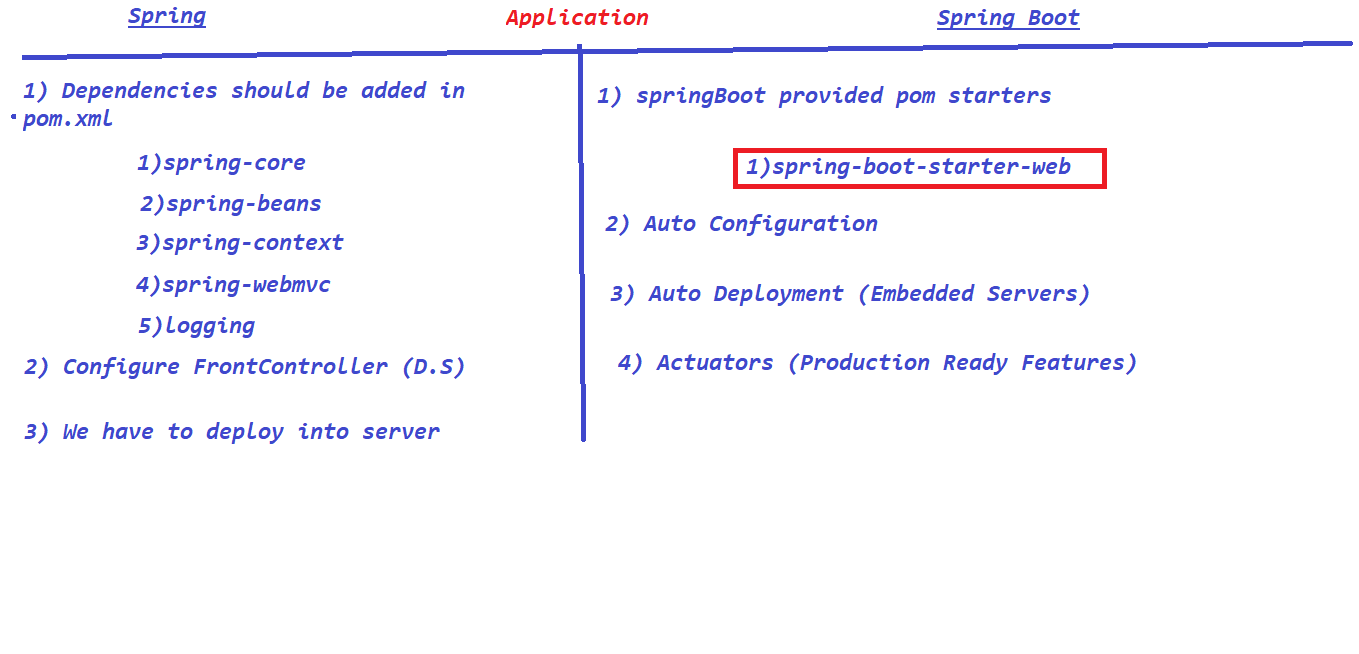 Spring
Application
Spring Boot
1) Dependencies should be added in
pom.xml
1)spring-core
2)spring-beans
3)spring-context
4)spring-webmvc
5)logging
2) Configure FrontController (D.S)
3) We have to deploy into server
1) springBoot provided pom starters
1)spring-boot-starter-web
2) Auto Configuration
3) Auto Deployment (Embedded Servers)
4) Actuators (Production Ready Features)